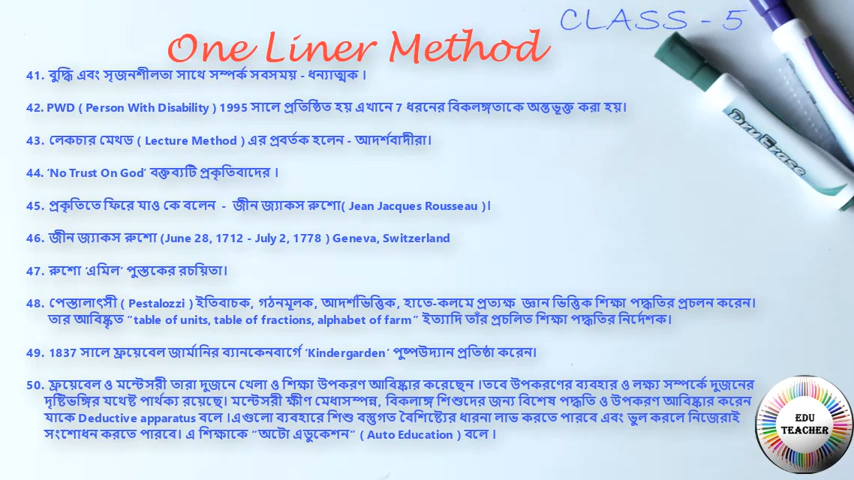 CLASS - 5
One Liner Method
41. বুদ্ধি এবং সৃজনশীলতা সাথে সম্পর্ক সবসময় - ধন্যাত্মক ।
42. PWD ( Person With Disability ) 1995 সালে প্রতিষ্ঠিত হয় এখানে 7 ধরনের বিকলঙ্গতাকে অন্তভূক্ত করা হয়।
43. লেকচার মেথড ( Lecture Method ) এর প্রবর্তক হলেন - আদর্শবাদীরা।
44. ‘No Trust On God’ বক্তব্যটি প্রকৃতিবাদের ।
45. প্রকৃতিতে ফিরে যাও কে বলেন - জীন জ্যাকস রুশো( Jean Jacques Rousseau )।
46. জীন জ্যাকস রুশো (June 28, 1712 - July 2, 1778 ) Geneva, Switzerland
47. রুশো ‘এমিল’ পুস্তকের রচয়িতা।
48. পেস্তালাৎসী ( Pestalozzi ) ইতিবাচক, গঠনমূলক, আদর্শভিত্তিক, হাতে-কলমে প্রত্যক্ষ জ্ঞান ভিত্তিক শিক্ষা পদ্ধতির প্রচলন করেন।
তার আবিষ্কৃত “table of units, table of fractions, alphabet of farm” ইত্যাদি তাঁর প্রচলিত শিক্ষা পদ্ধতির নির্দেশক।
49. 1837 সালে ফ্রয়েবেল জার্মানির ব্যানকেনবার্গে ‘Kindergarden’ পুষ্পউদ্যান প্রতিষ্ঠা করেন।
50. ফ্রয়েবেল ও মন্টেসরী তারা দুজনে খেলা ও শিক্ষা উপকরণ আবিষ্কার করেছেন ।তবে উপকরণের ব্যবহার ও লক্ষ্য সম্পর্কে দুজনের
দৃষ্টিভঙ্গির যথেষ্ট পার্থক্য রয়েছে। মন্টেসরী ক্ষীণ মেধাসম্পন্ন, বিকলাঙ্গ শিশুদের জন্য বিশেষ পদ্ধতি ও উপকরণ আবিষ্কার করেন
যাকে Deductive apparatus বলে ।এগুলো ব্যবহারে শিশু বস্তুগত বৈশিষ্ট্যের ধারনা লাভ করতে পারবে এবং ভুল করলে নিজেরাই
সংশোধন করতে পারবে। এ শিক্ষাকে “অটো এডুকেশন” ( Auto Education ) বলে ।
DryErase
EDU
TEACHER